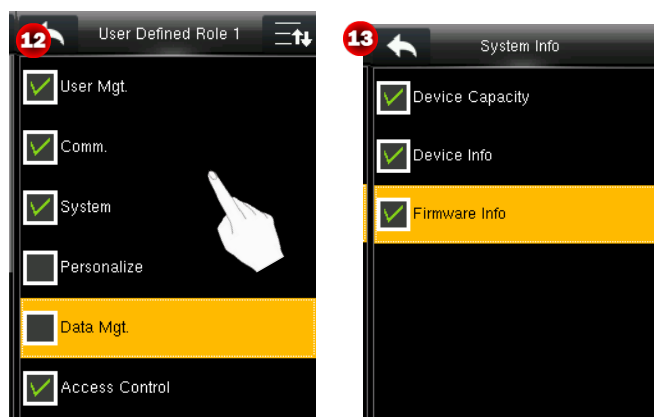 12
User Defined Role 1
User Mgt.
Comm.
System
Personalize
Data Mgt.
Access Control
13
System Info
Device Capacity
Device Info
Firmware Info